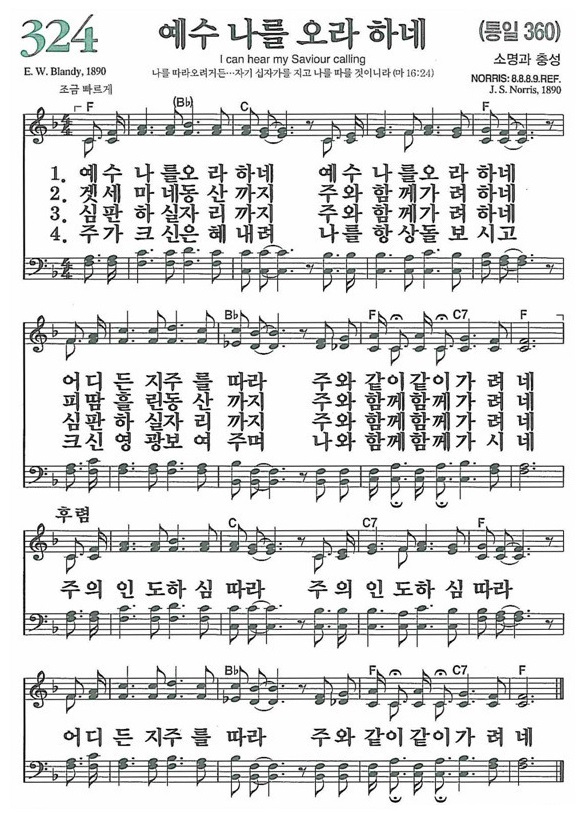 324
예수 나를 오라 하네
(통일 360)
I can hear my Saviour calling
E. W. Blandy, 1890
나를 따라오려거든…자기 십자가를 지고 나를 따를 것이니라 (마 16:24)
소명과 충성
NORRIS: 8.8.8.9.REF.
J. S. Norris, 1890
조금 빠르게
F (B♭) C F
1. 예수 나를오 라 하네 예수 나를오 라 하네
2. 겟세 마네동 산까지 주와 함께가 려 하네
3. 심판 하실자 리까지 주와 함께가 려 하네
4. 주가 크신은 혜 내려 나를 항상돌 보 시고
B♭ F C7 F
어디 든지주 를 따라 주와 같이같이가 려 네
피땀 흘린동 산 까지 주와 함께함께가 려 네
심판 하실자 리 까지 주와 함께함께가 려 네
크신 영광보 여 주며 나와 함께함께가 시 네
후렴
C C7 F
주의 인 도하 심 따라 주의 인 도하 심 따라
B♭ F C7 F
어디 든 지주 를 따라 주와 같이같이가 려 네